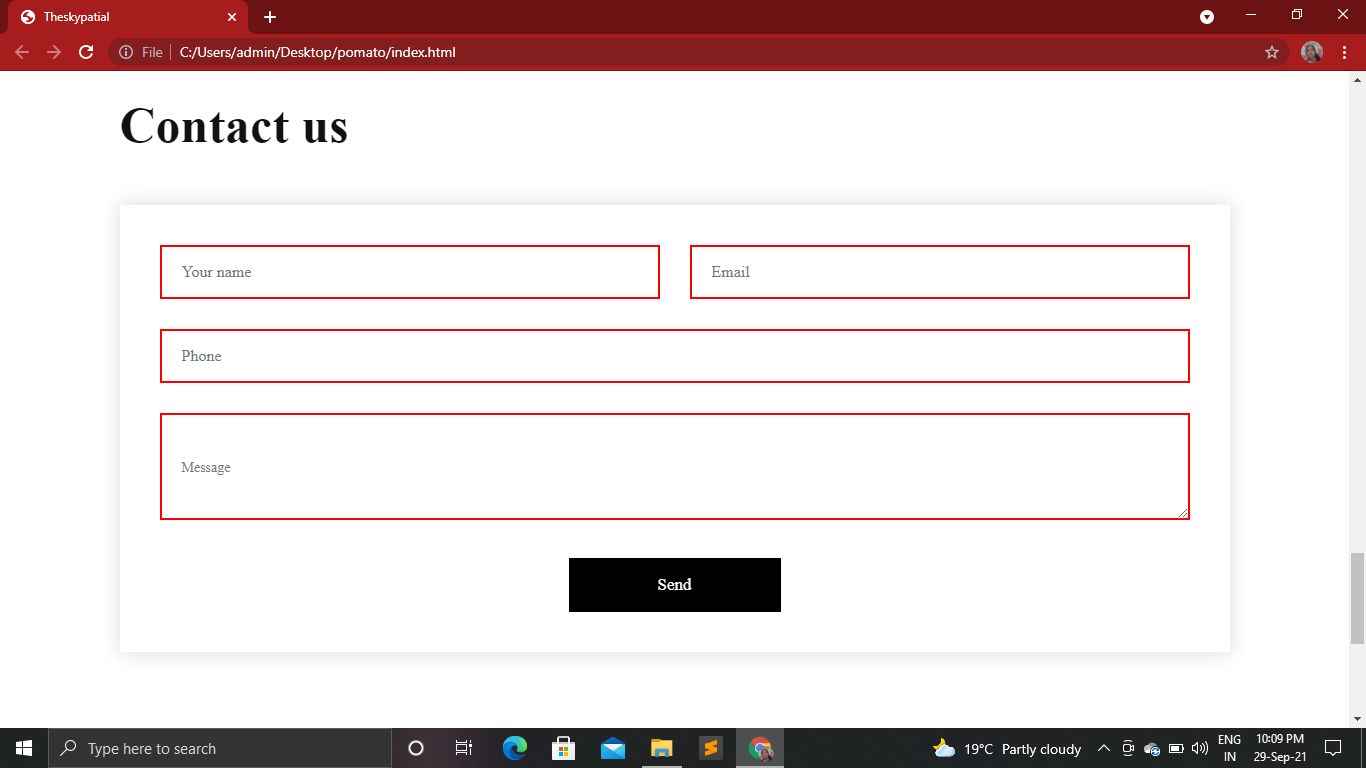 Theskypatial
File C:/Users/admin/Desktop/pomato/index.html
Contact us
Your name Email
Phone
Message
Send
Type here to search
19°C Partly cloudy
ENG
IN
10:09 PM
29-Sep-21